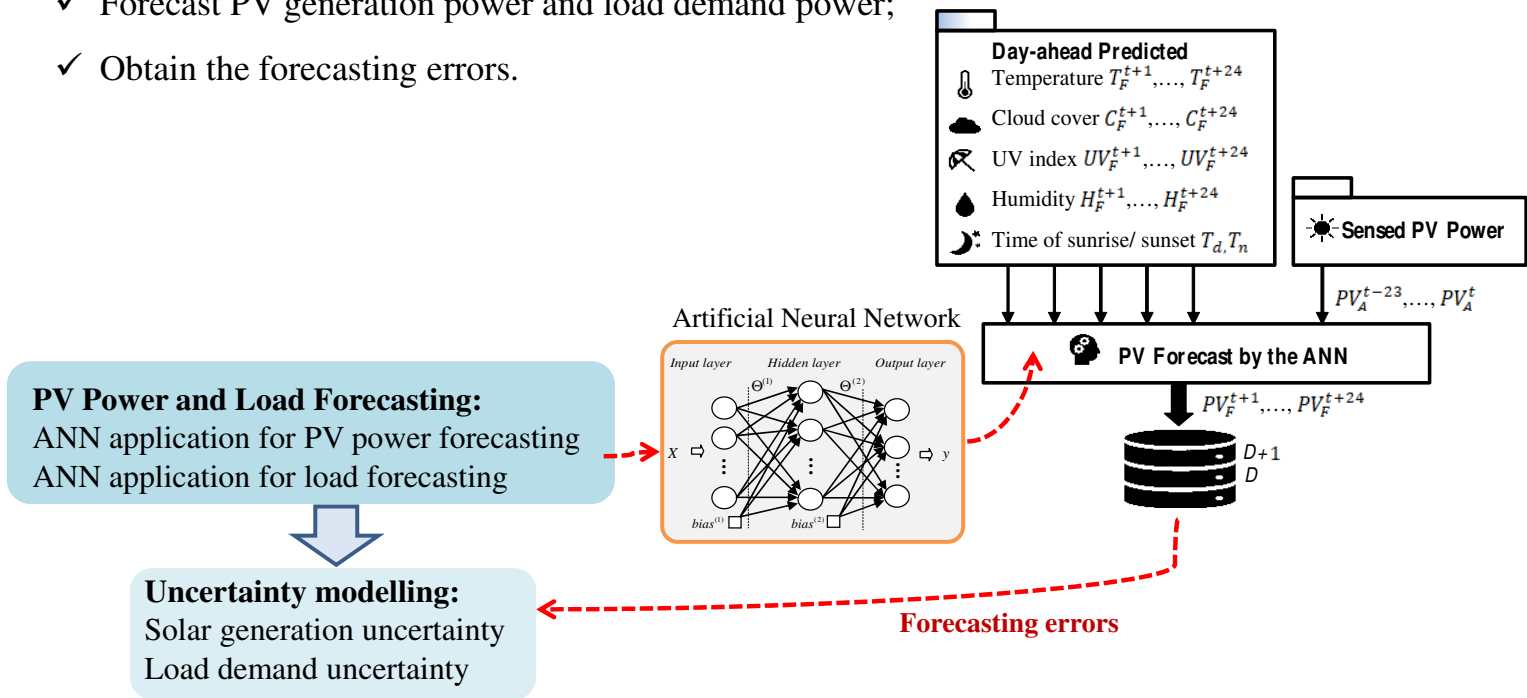 ✓ Forecast PV generation power and load demand power;
✓ Obtain the forecasting errors.
Day-ahead Predicted
Temperature T_F^{t+1},…, T_F^{t+24}
Cloud cover C_F^{t+1},…, C_F^{t+24}
UV index UV_F^{t+1},…, UV_F^{t+24}
Humidity H_F^{t+1},…, H_F^{t+24}
Time of sunrise/ sunset T_d, T_n
Sensed PV Power
PV_A^{t-23},…, PV_A^t
PV Forecast by the ANN
PV_F^{t+1},…, PV_F^{t+24}
D+1
D
Artificial Neural Network
Input layer Hidden layer Output layer
Θ^{(1)} Θ^{(2)}
X ⇨ ⇨ y
bias^{(1)} bias^{(2)}
PV Power and Load Forecasting:
ANN application for PV power forecasting
ANN application for load forecasting
Uncertainty modelling:
Solar generation uncertainty
Load demand uncertainty
Forecasting errors